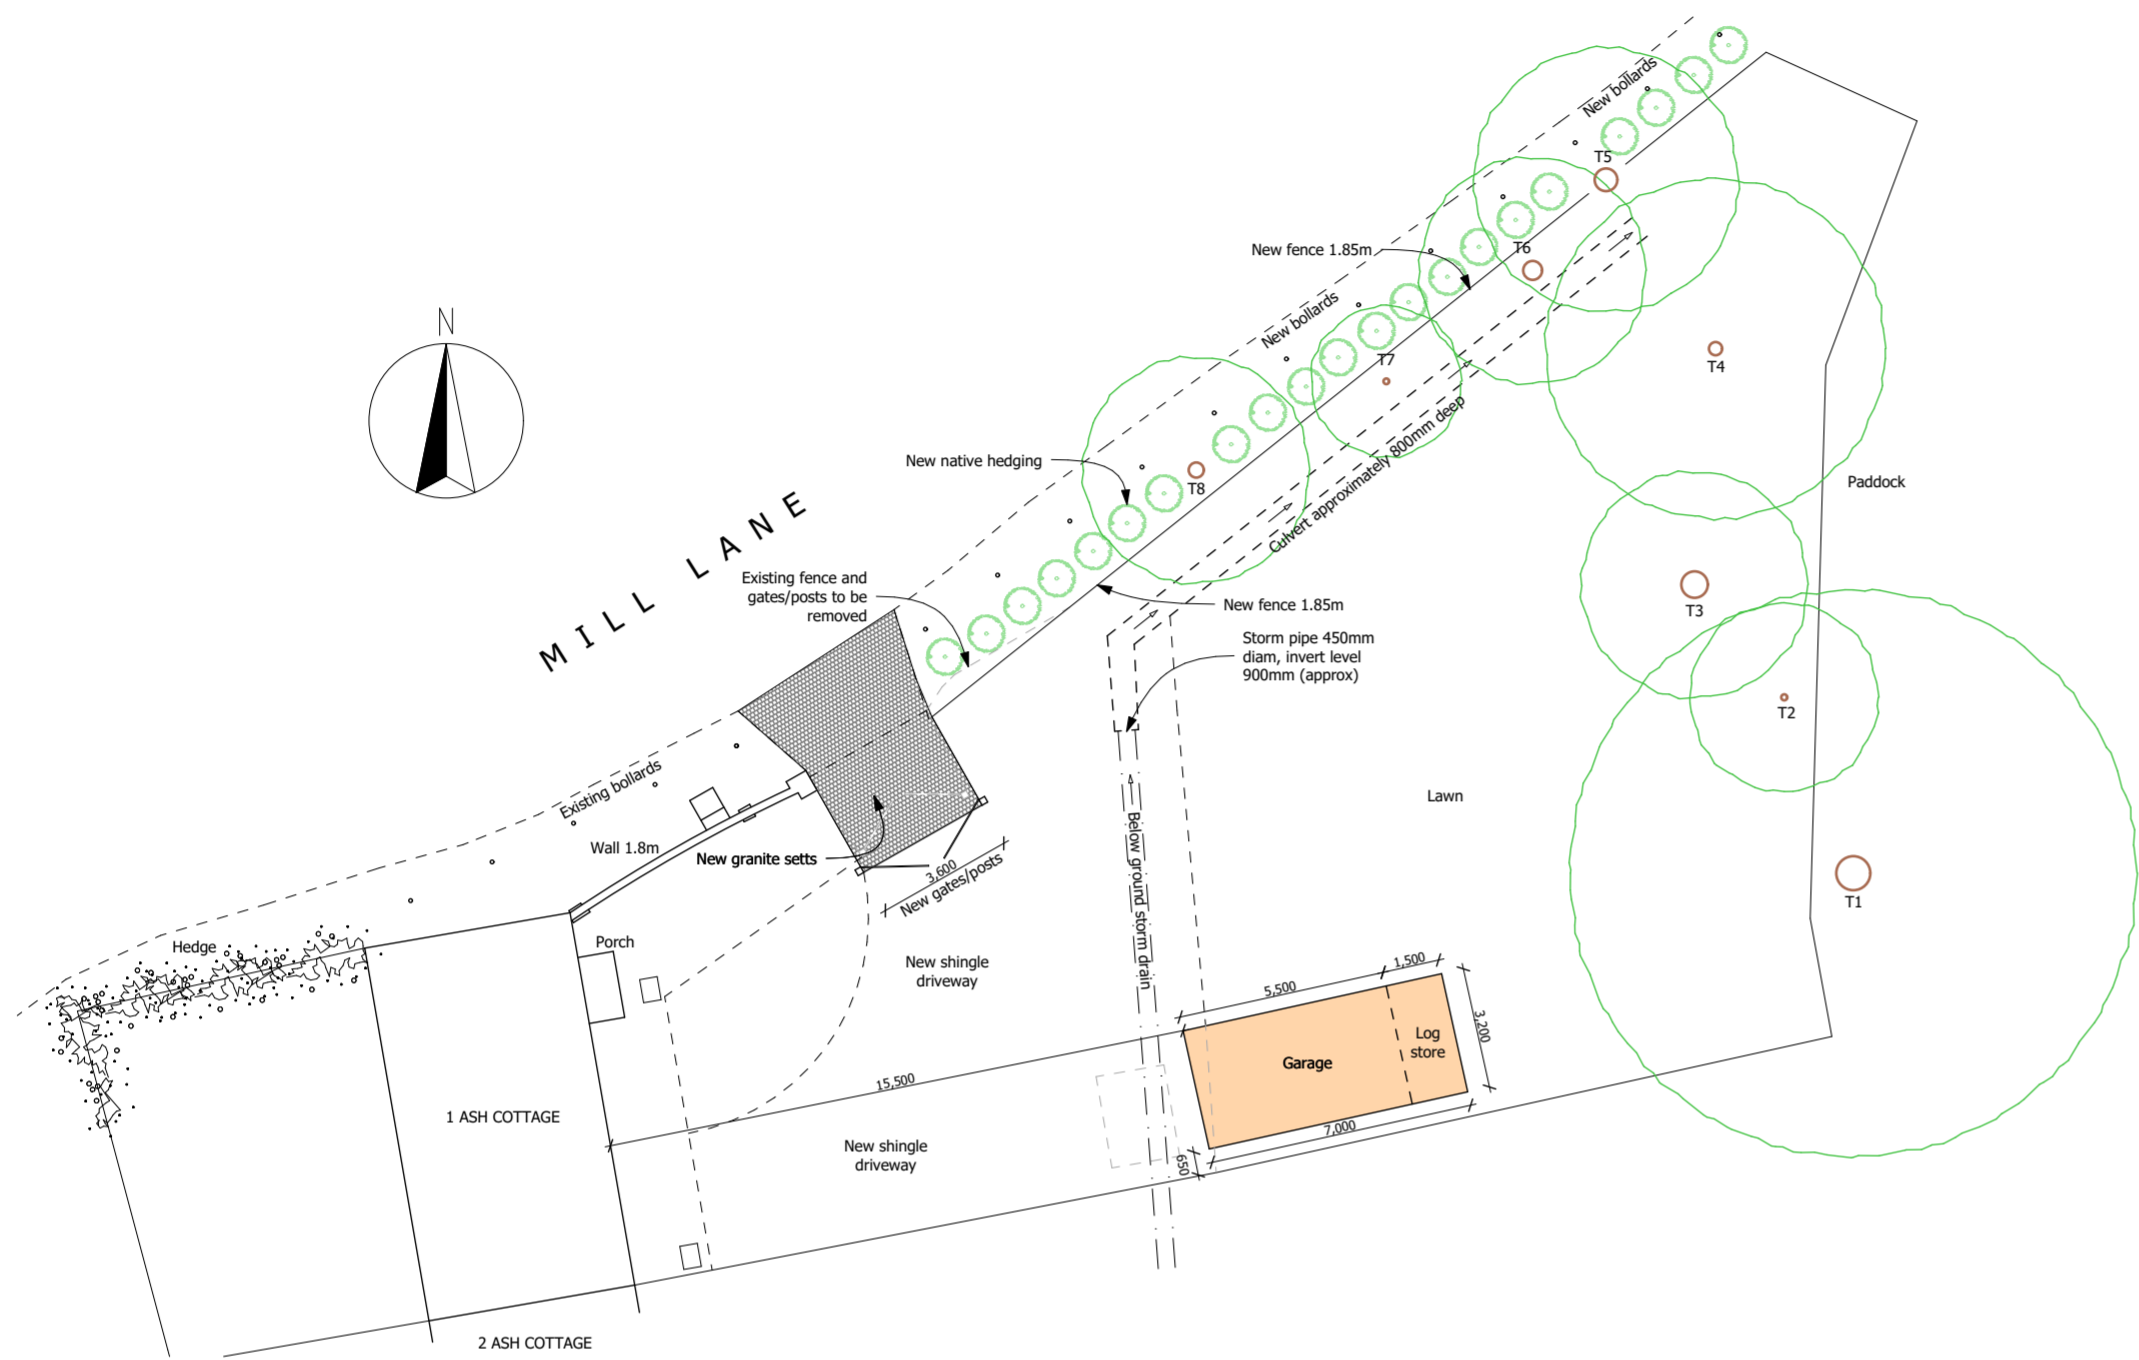 New bollards
T5
N
New fence 1.85m
T6
New bollards
T7
T4
New native hedging
T8
Culvert approximately 800mm deep
Paddock
MILL LANE
Existing fence and
gates/posts to be
removed
New fence 1.85m
T3
Storm pipe 450mm
diam, invert level
900mm (approx)
T2
Existing bollards
Lawn
Wall 1.8m
New granite setts
3,600
New gates/posts
Below ground storm drain
T1
Hedge
Porch
New shingle
driveway
1,500
5,500
3,200
Log
store
Garage
15,500
1 ASH COTTAGE
7,000
New shingle
driveway
650
2 ASH COTTAGE